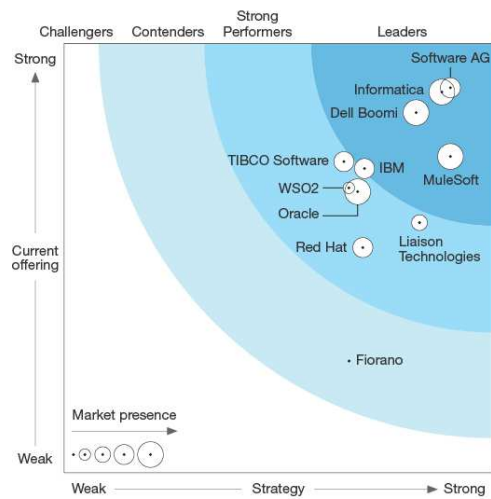 Challengers
Contenders
Strong
Performers
Leaders
Strong
Software AG
Informatica
Dell Boomi
TIBCO Software
IBM
MuleSoft
WSO2
Oracle
Current
offering
Red Hat
Liaison
Technologies
Fiorano
Market presence
Weak
Weak
Strategy
Strong